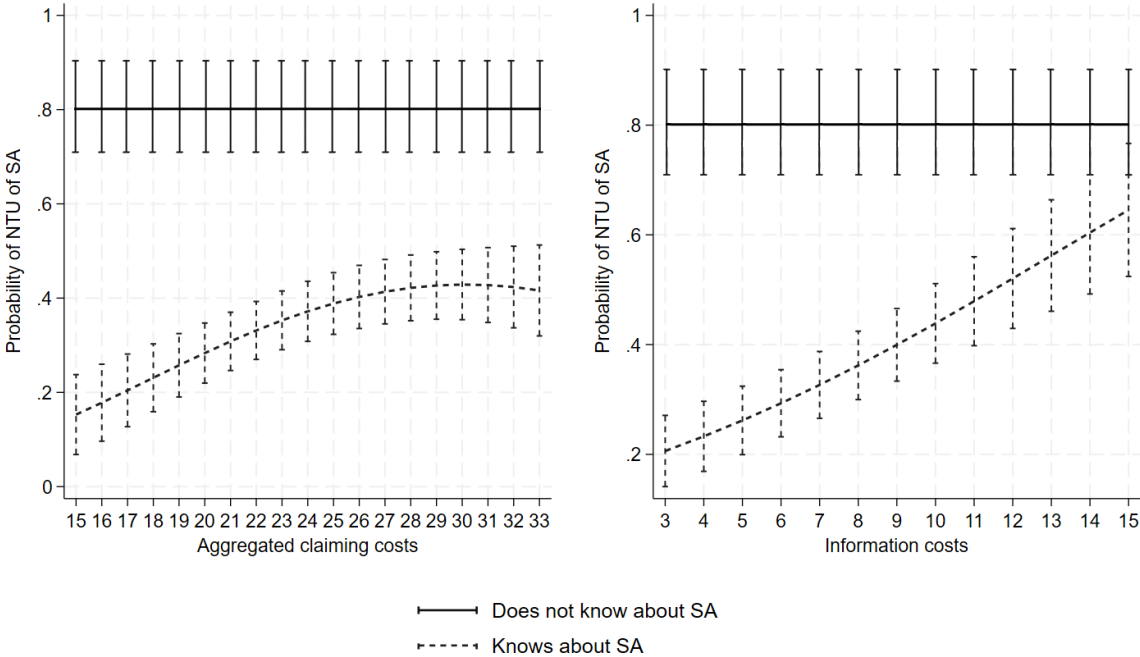 1
.8
.6
.4
.2
0
Probability of NTU of SA
15 16 17 18 19 20 21 22 23 24 25 26 27 28 29 30 31 32 33
Aggregated claiming costs
1
.8
.6
.4
.2
Probability of NTU of SA
3 4 5 6 7 8 9 10 11 12 13 14 15
Information costs
Does not know about SA
Knows about SA